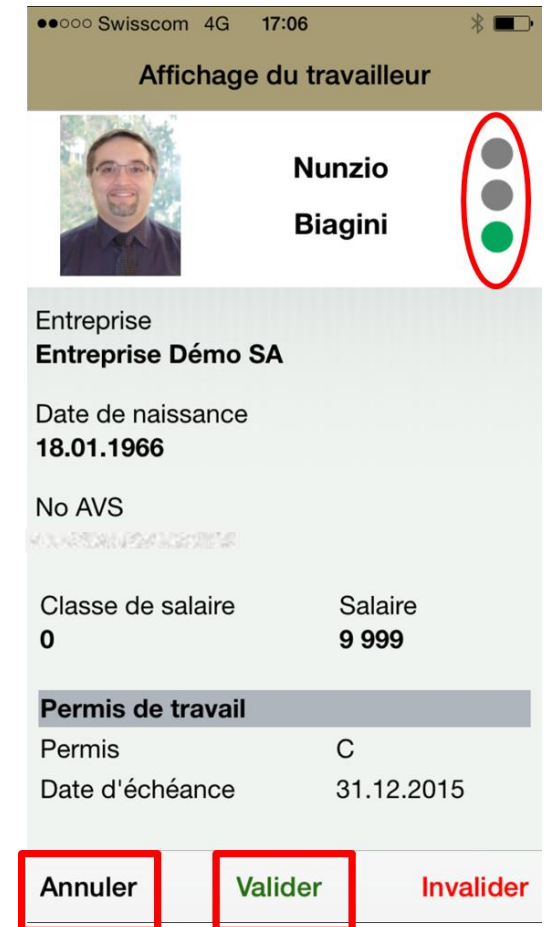 Swisscom 4G 17:06
Affichage du travailleur
Nunzio
Biagini
Entreprise
Entreprise Démo SA
Date de naissance
18.01.1966
No AVS
Classe de salaire Salaire
0 9 999
Permis de travail
Permis C
Date d'échéance 31.12.2015
Annuler Valider Invalider